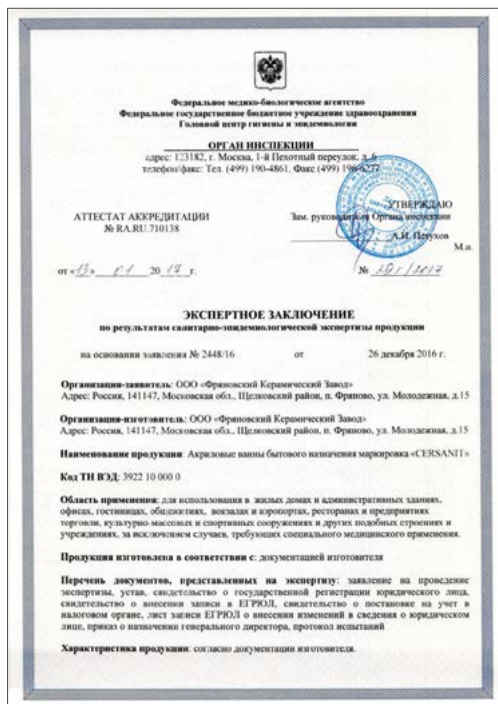 Федеральное медико-биологическое агентство
Федеральное государственное бюджетное учреждение здравоохранения
Головной центр гигиены и эпидемиологии
ОРГАН ИНСПЕКЦИИ
адрес: 123182, г. Москва, 1-й Пехотный переулок, д. 6
телефон/факс: Тел. (499) 190-4861, Факс (499) 196-6277
УТВЕРЖДАЮ
АТТЕСТАТ АККРЕДИТАЦИИ
Зам. руководителя Органа инспекции
№ RA.RU.710138
А.И. Петухов
М.п.
от «13» 01 2017 г.
№ 29г/2017
ЭКСПЕРТНОЕ ЗАКЛЮЧЕНИЕ
по результатам санитарно-эпидемиологической экспертизы продукции
на основании заявления № 2448/16 от 26 декабря 2016 г.
Организация-заявитель: ООО «Фряновский Керамический Завод»
Адрес: Россия, 141147, Московская обл., Щелковский район, п. Фряново, ул. Молодежная, д.15
Организация-изготовитель: ООО «Фряновский Керамический Завод»
Адрес: Россия, 141147, Московская обл., Щелковский район, п. Фряново, ул. Молодежная, д.15
Наименование продукции: Акриловые ванны бытового назначения маркировка «CERSANIT»
Код ТН ВЭД: 3922 10 000 0
Область применения: для использования в жилых домах и административных зданиях,
офисах, гостиницах, общежитиях, вокзалах и аэропортах, ресторанах и предприятиях
торговли, культурно-массовых и спортивных сооружениях и других подобных строениях и
учреждениях, за исключением случаев, требующих специального медицинского применения.
Продукция изготовлена в соответствии с: документацией изготовителя
Перечень документов, представленных на экспертизу: заявление на проведение
экспертизы, устав, свидетельство о государственной регистрации юридического лица,
свидетельство о внесении записи в ЕГРЮЛ, свидетельство о постановке на учет в
налоговом органе, лист записи ЕГРЮЛ о внесении изменений в сведения о юридическом
лице, приказ о назначении генерального директора, протокол испытаний
Характеристика продукции: согласно документации изготовителя.